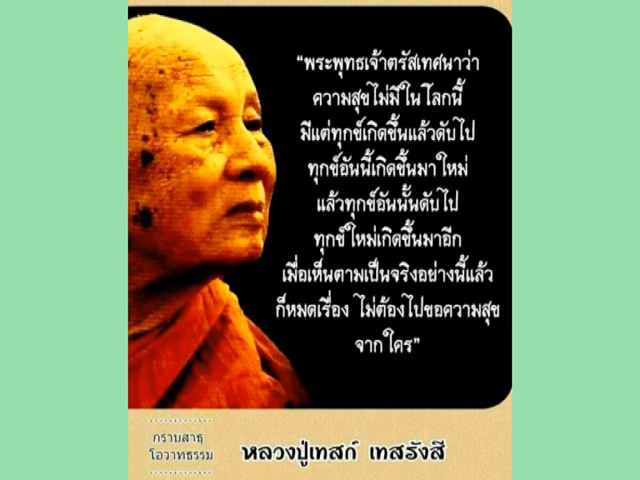 “พระพุทธเจ้าตรัสเทศนาว่า
ความสุขไม่มีในโลกนี้
มีแต่ทุกข์เกิดขึ้นแล้วดับไป
ทุกข์อันนี้เกิดขึ้นมาใหม่
แล้วทุกข์อันนั้นดับไป
ทุกข์ใหม่เกิดขึ้นมาอีก
เมื่อเห็นตามเป็นจริงอย่างนี้แล้ว
ก็หมดเรื่อง ไม่ต้องไปขอความสุข
จากใคร”
กราบสาธุ
โอวาทธรรม
หลวงปู่เทสก์ เทสรังสี